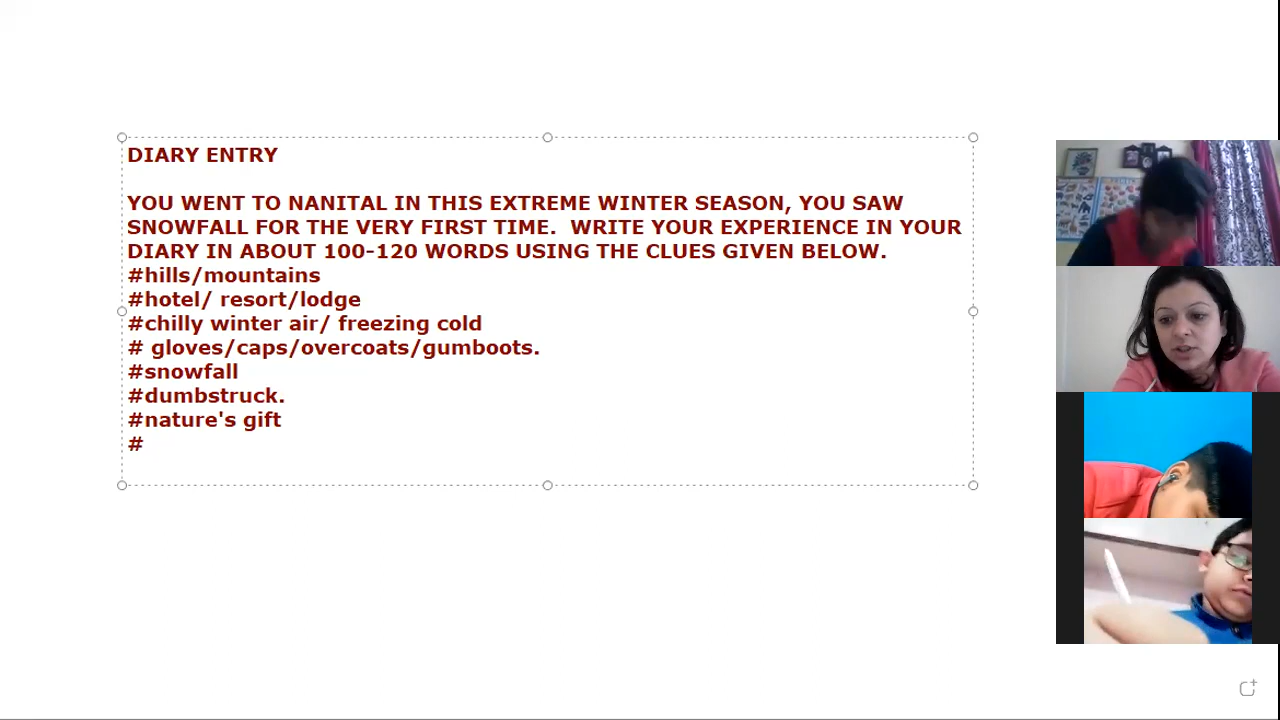 DIARY ENTRY
YOU WENT TO NANITAL IN THIS EXTREME WINTER SEASON, YOU SAW
SNOWFALL FOR THE VERY FIRST TIME.  WRITE YOUR EXPERIENCE IN YOUR
DIARY IN ABOUT 100-120 WORDS USING THE CLUES GIVEN BELOW.
#hills/mountains
#hotel/ resort/lodge
#chilly winter air/ freezing cold
# gloves/caps/overcoats/gumboots.
#snowfall
#dumbstruck.
#nature's gift
#